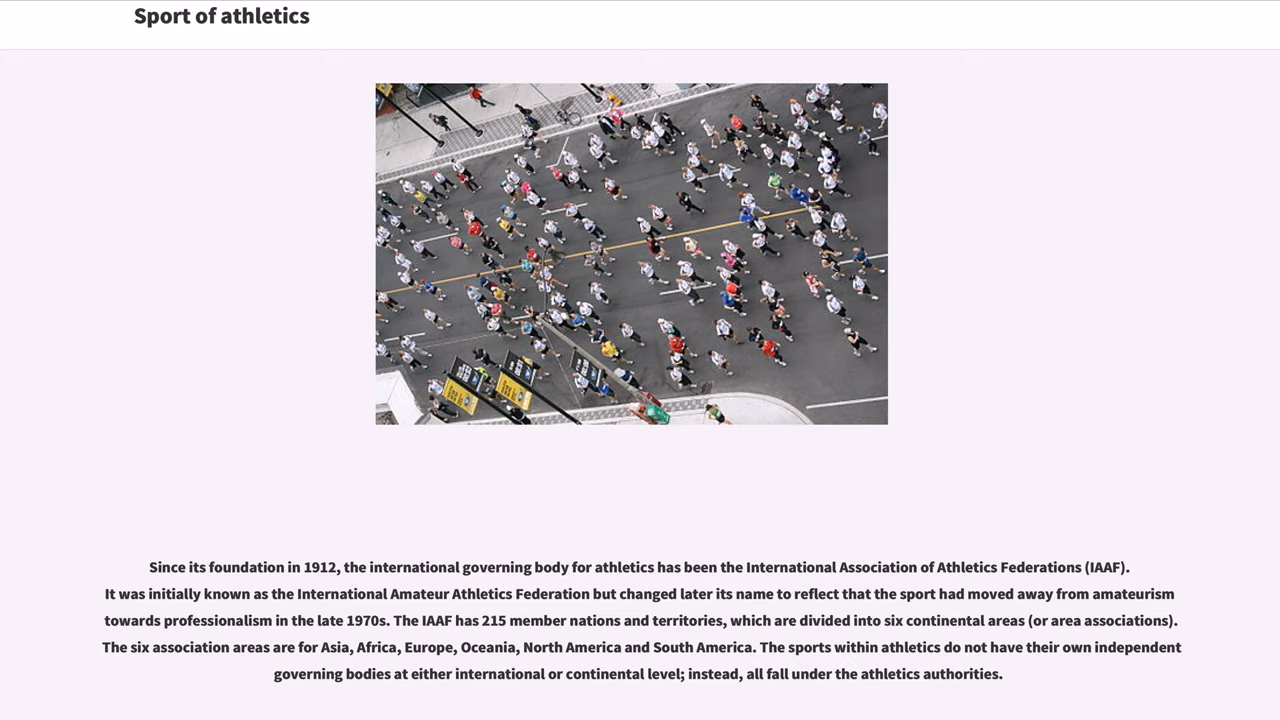 Sport of athletics
Since its foundation in 1912, the international governing body for athletics has been the International Association of Athletics Federations (IAAF).
It was initially known as the International Amateur Athletics Federation but changed later its name to reflect that the sport had moved away from amateurism
towards professionalism in the late 1970s. The IAAF has 215 member nations and territories, which are divided into six continental areas (or area associations).
The six association areas are for Asia, Africa, Europe, Oceania, North America and South America. The sports within athletics do not have their own independent
governing bodies at either international or continental level; instead, all fall under the athletics authorities.